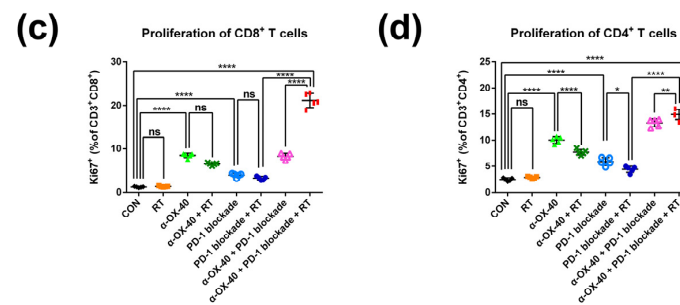 (c)
Proliferation of CD8+ T cells
Ki67+ (%of CD3+CD8+)
30
20
10
0
****
****
****
ns
ns
ns
****
****
CON
RT
α-OX-40
α-OX-40 + RT
PD-1 blockade
PD-1 blockade + RT
α-OX-40 + PD-1 blockade
α-OX-40 + PD-1 blockade + RT
(d)
Proliferation of CD4+ T cells
Ki67+ (%of CD3+CD4+)
25
20
15
10
5
0
****
****
****
****
ns
*
****
**
CON
RT
α-OX-40
α-OX-40 + RT
PD-1 blockade
PD-1 blockade + RT
α-OX-40 + PD-1 blockade
α-OX-40 + PD-1 blockade + RT